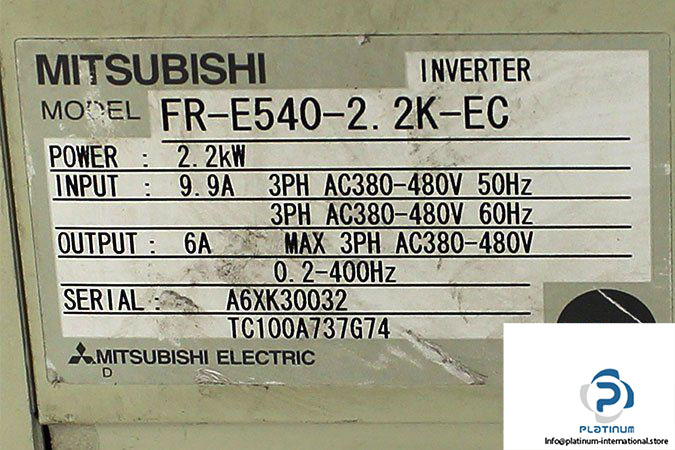 MITSUBISHI INVERTER
MODEL FR-E540-2.2K-EC
POWER : 2.2kW
INPUT : 9.9A 3PH AC380-480V 50Hz
3PH AC380-480V 60Hz
OUTPUT : 6A MAX 3PH AC380-480V
0.2-400Hz
SERIAL : A6XK30032
TC100A737G74
MITSUBISHI ELECTRIC
D
PLATINUM
Info@platinum-international.store